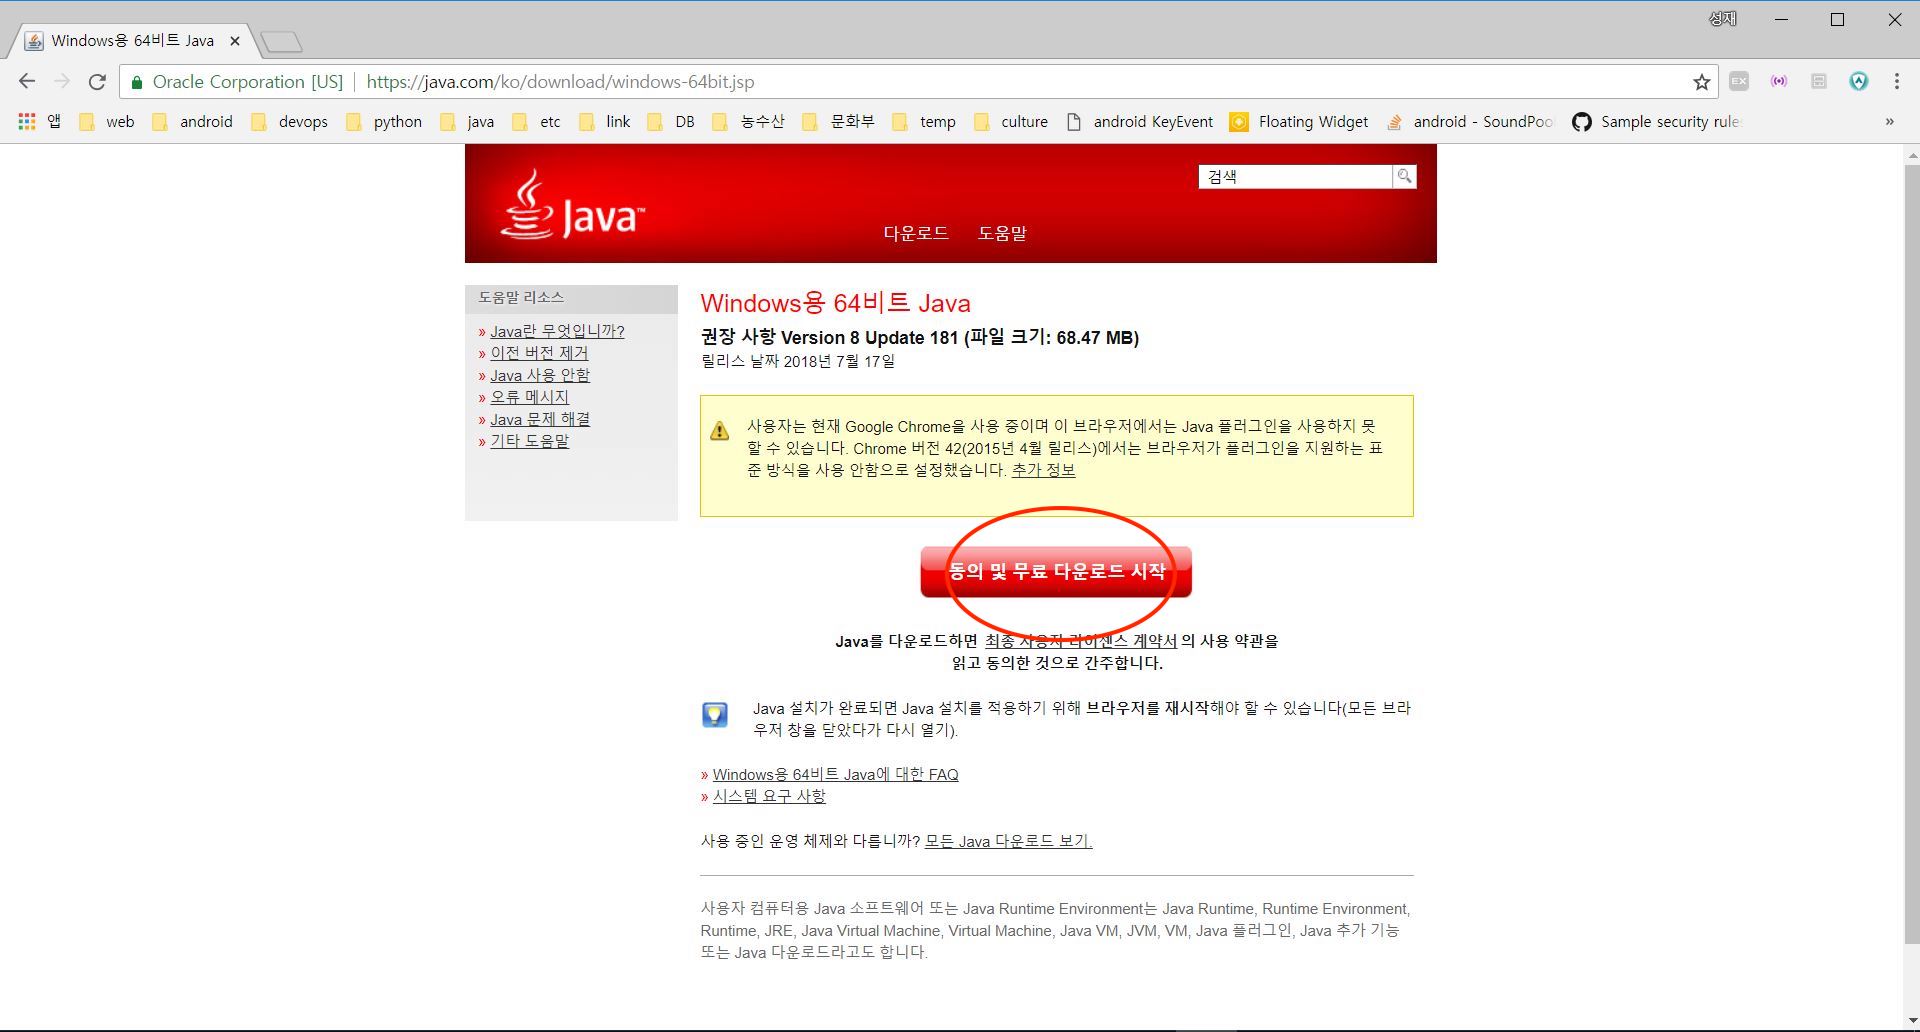 성재
Windows용 64비트 Java
Oracle Corporation [US] https://java.com/ko/download/windows-64bit.jsp
EX
앱 web android devops python java etc link DB 농수산 문화부 temp culture android KeyEvent Floating Widget android - SoundPoo Sample security rule »
Java™
검색
다운로드 도움말
도움말 리소스
» Java란 무엇입니까?
» 이전 버전 제거
» Java 사용 안함
» 오류 메시지
» Java 문제 해결
» 기타 도움말
Windows용 64비트 Java
권장 사항 Version 8 Update 181 (파일 크기: 68.47 MB)
릴리스 날짜 2018년 7월 17일
사용자는 현재 Google Chrome을 사용 중이며 이 브라우저에서는 Java 플러그인을 사용하지 못
할 수 있습니다. Chrome 버전 42(2015년 4월 릴리스)에서는 브라우저가 플러그인을 지원하는 표
준 방식을 사용 안함으로 설정했습니다. 추가 정보
동의 및 무료 다운로드 시작
Java를 다운로드하면 최종 사용자 라이센스 계약서의 사용 약관을
읽고 동의한 것으로 간주합니다.
Java 설치가 완료되면 Java 설치를 적용하기 위해 브라우저를 재시작해야 할 수 있습니다(모든 브라
우저 창을 닫았다가 다시 열기).
» Windows용 64비트 Java에 대한 FAQ
» 시스템 요구 사항
사용 중인 운영 체제와 다릅니까? 모든 Java 다운로드 보기.
사용자 컴퓨터용 Java 소프트웨어 또는 Java Runtime Environment는 Java Runtime, Runtime Environment,
Runtime, JRE, Java Virtual Machine, Virtual Machine, Java VM, JVM, VM, Java 플러그인, Java 추가 기능
또는 Java 다운로드라고도 합니다.